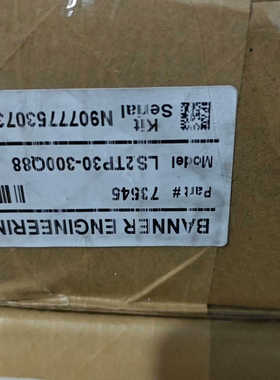 BANNER ENGINEERIN
Part # 73545
Model LS2TP30-300Q88
Kit
Serial N907775307